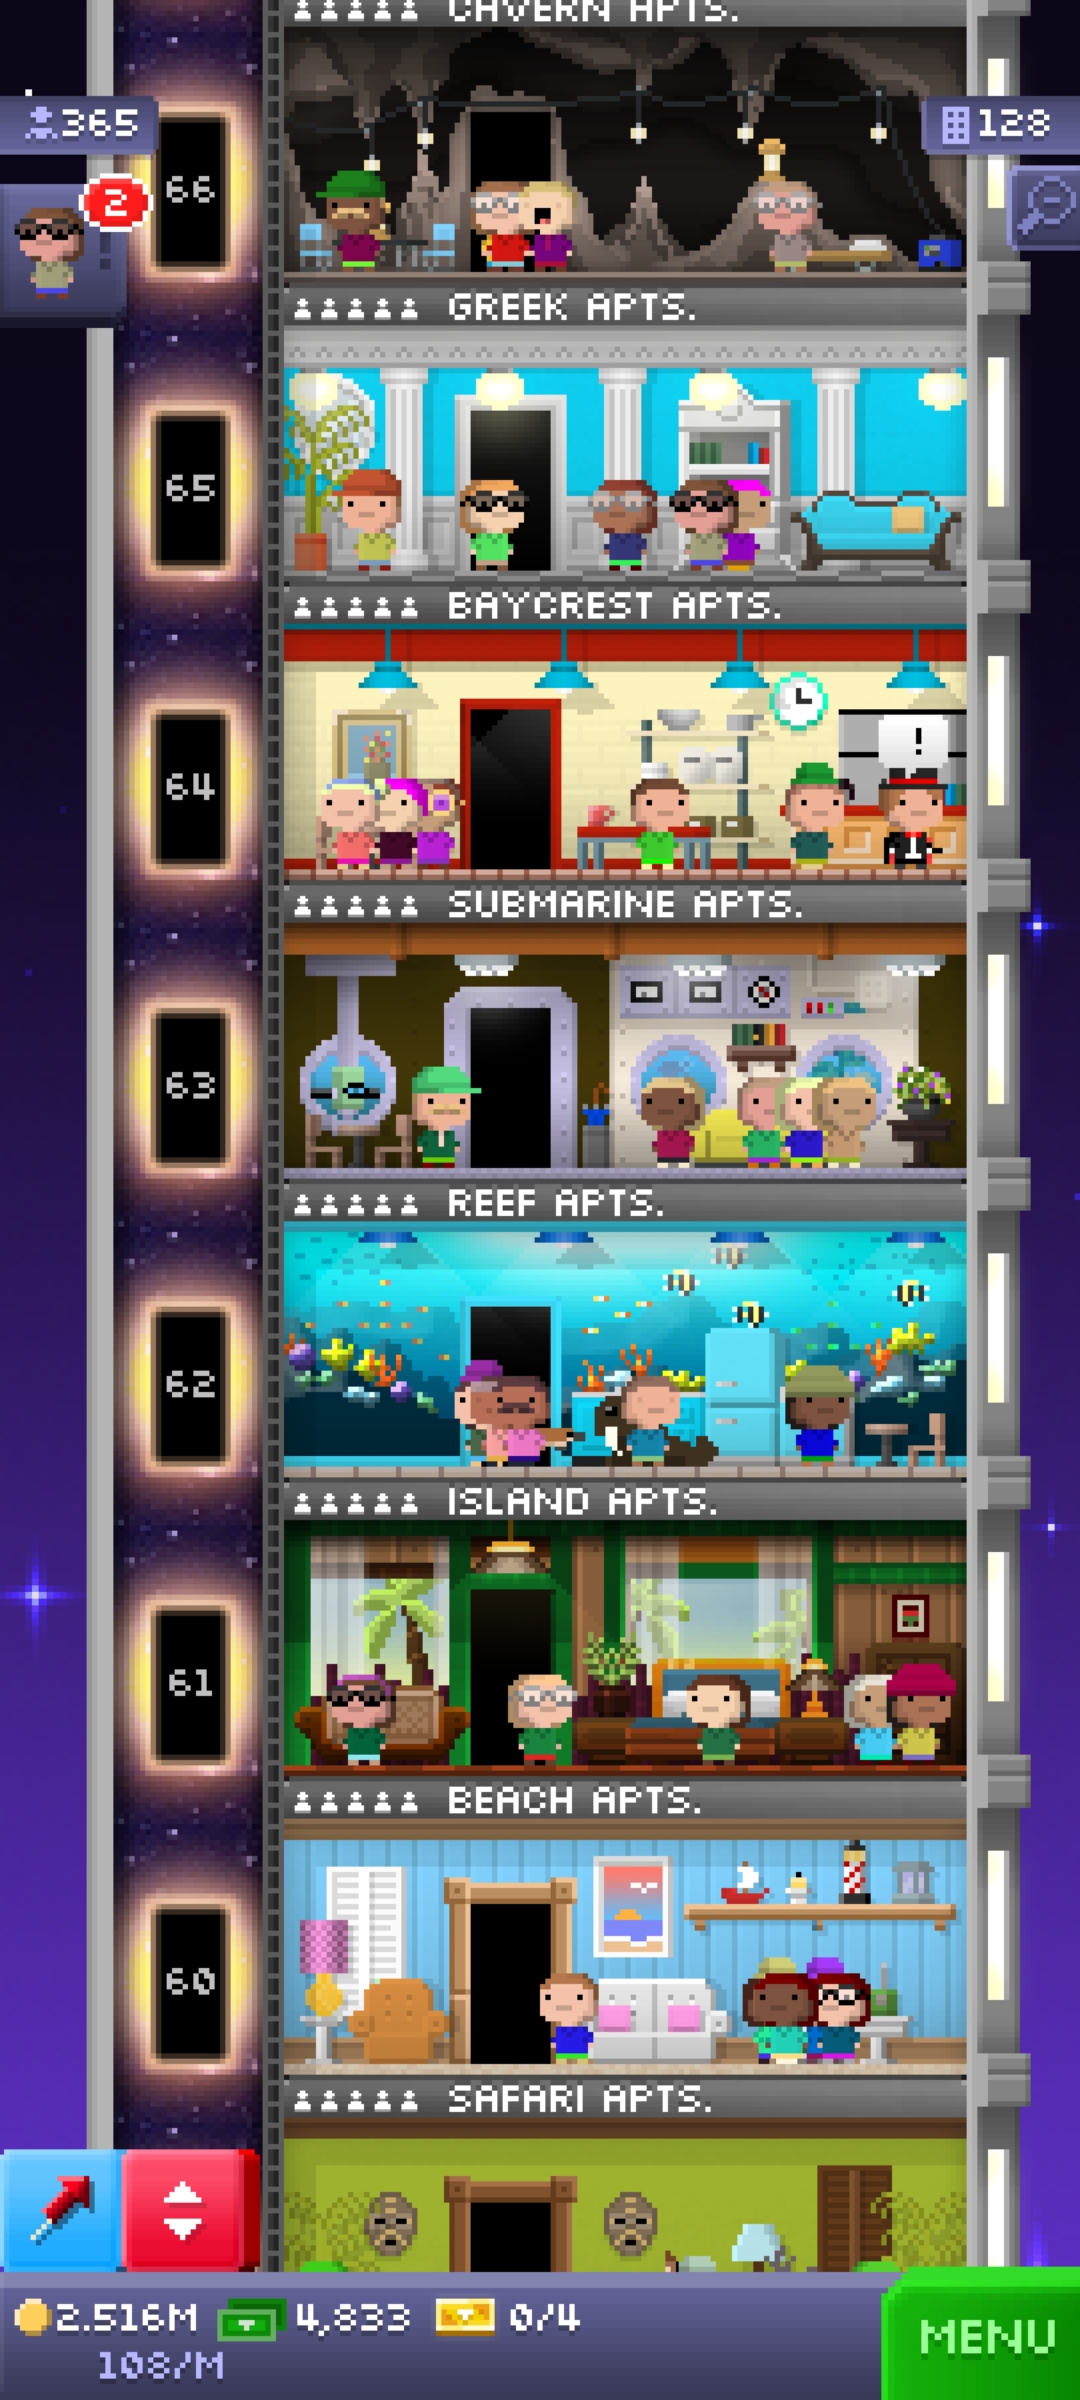 CAVERN APTS.
365
128
2
66
GREEK APTS.
65
BAYCREST APTS.
!
64
SUBMARINE APTS.
63
REEF APTS.
62
ISLAND APTS.
61
BEACH APTS.
60
SAFARI APTS.
2.516M 4,833 0/4
108/M
MENU